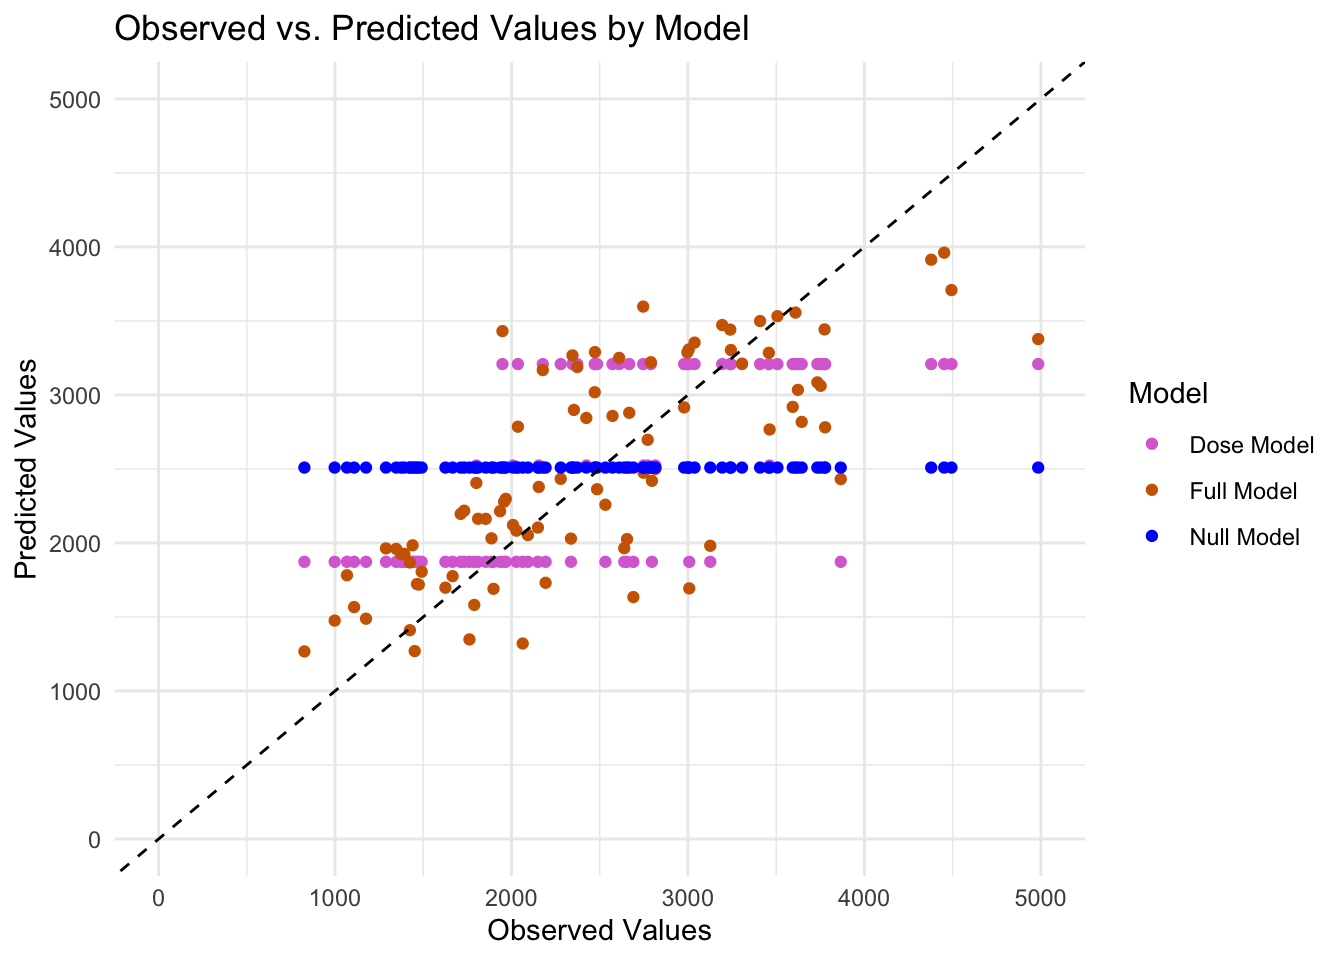 Observed vs. Predicted Values by Model
5000
4000
3000
2000
1000
0
Predicted Values
0 1000 2000 3000 4000 5000
Observed Values
Model
Dose Model
Full Model
Null Model